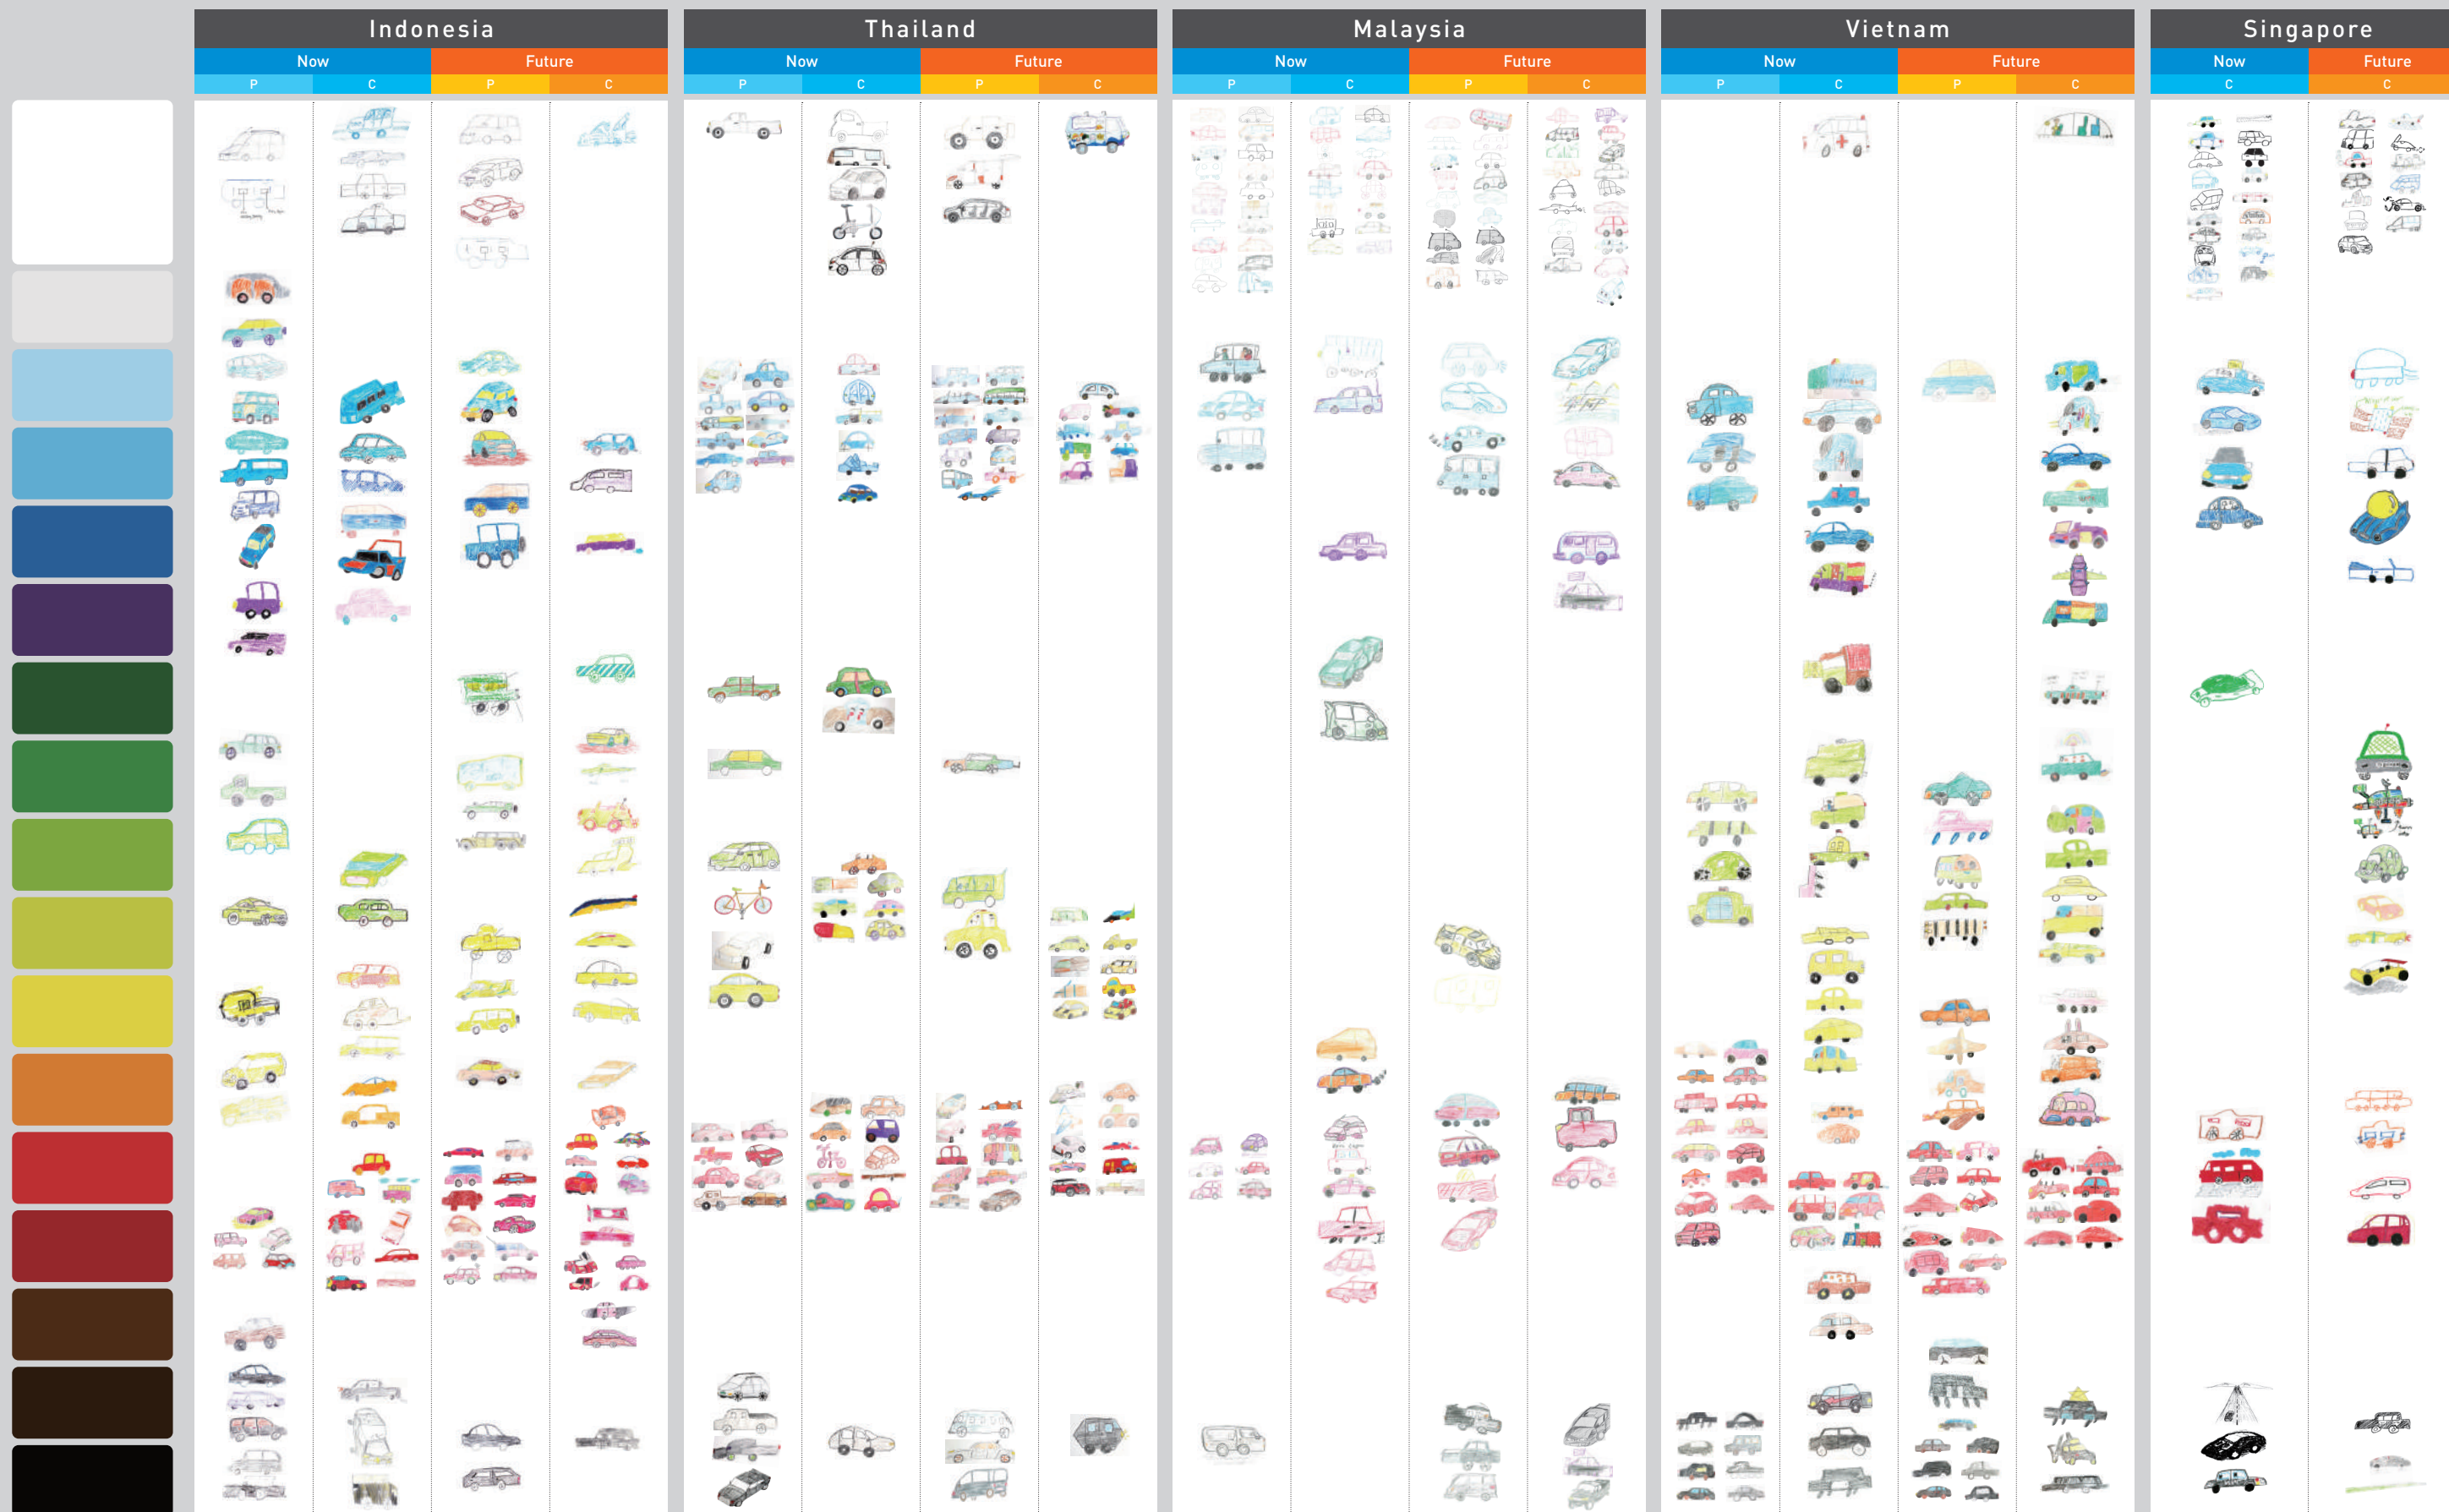 Indonesia Thailand Malaysia Vietnam Singapore
Now Future Now Future Now Future Now Future Now Future
P C P C P C P C P C P C P C P C C C